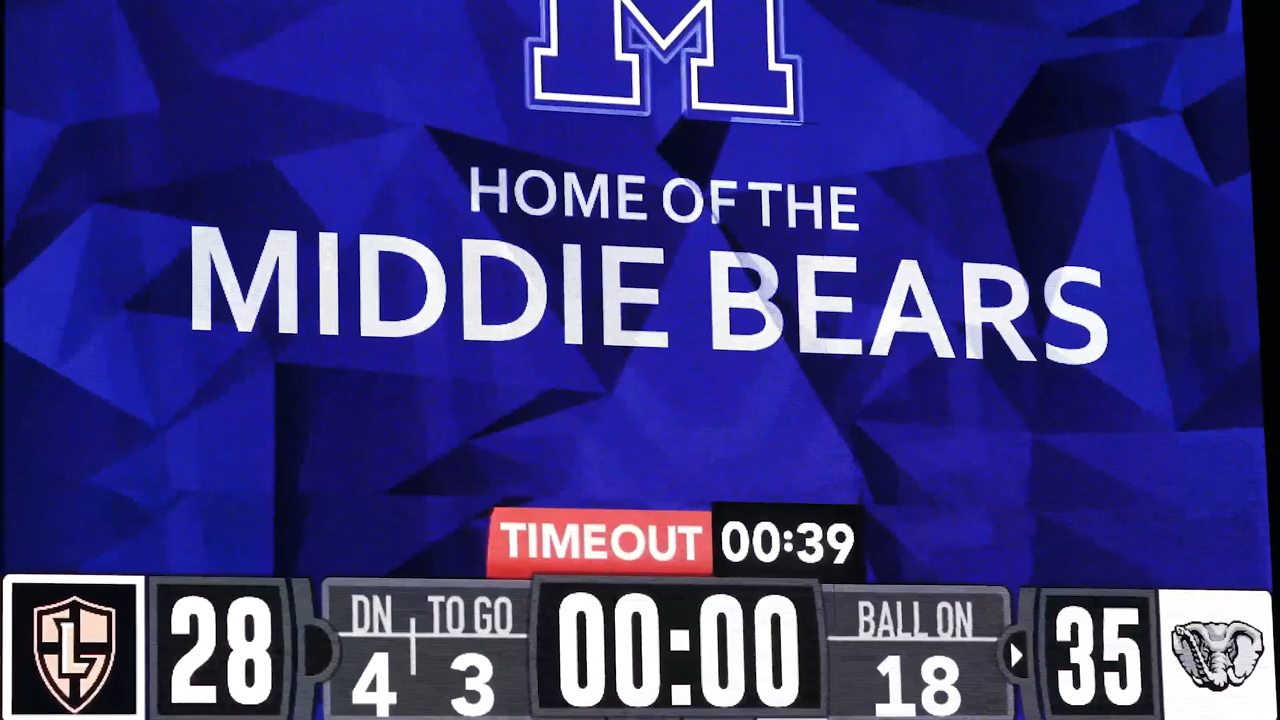 M
HOME OF THE
MIDDIE BEARS
TIMEOUT 00:39
L
28
DN TO GO
4 3
00:00
BALL ON
18
35